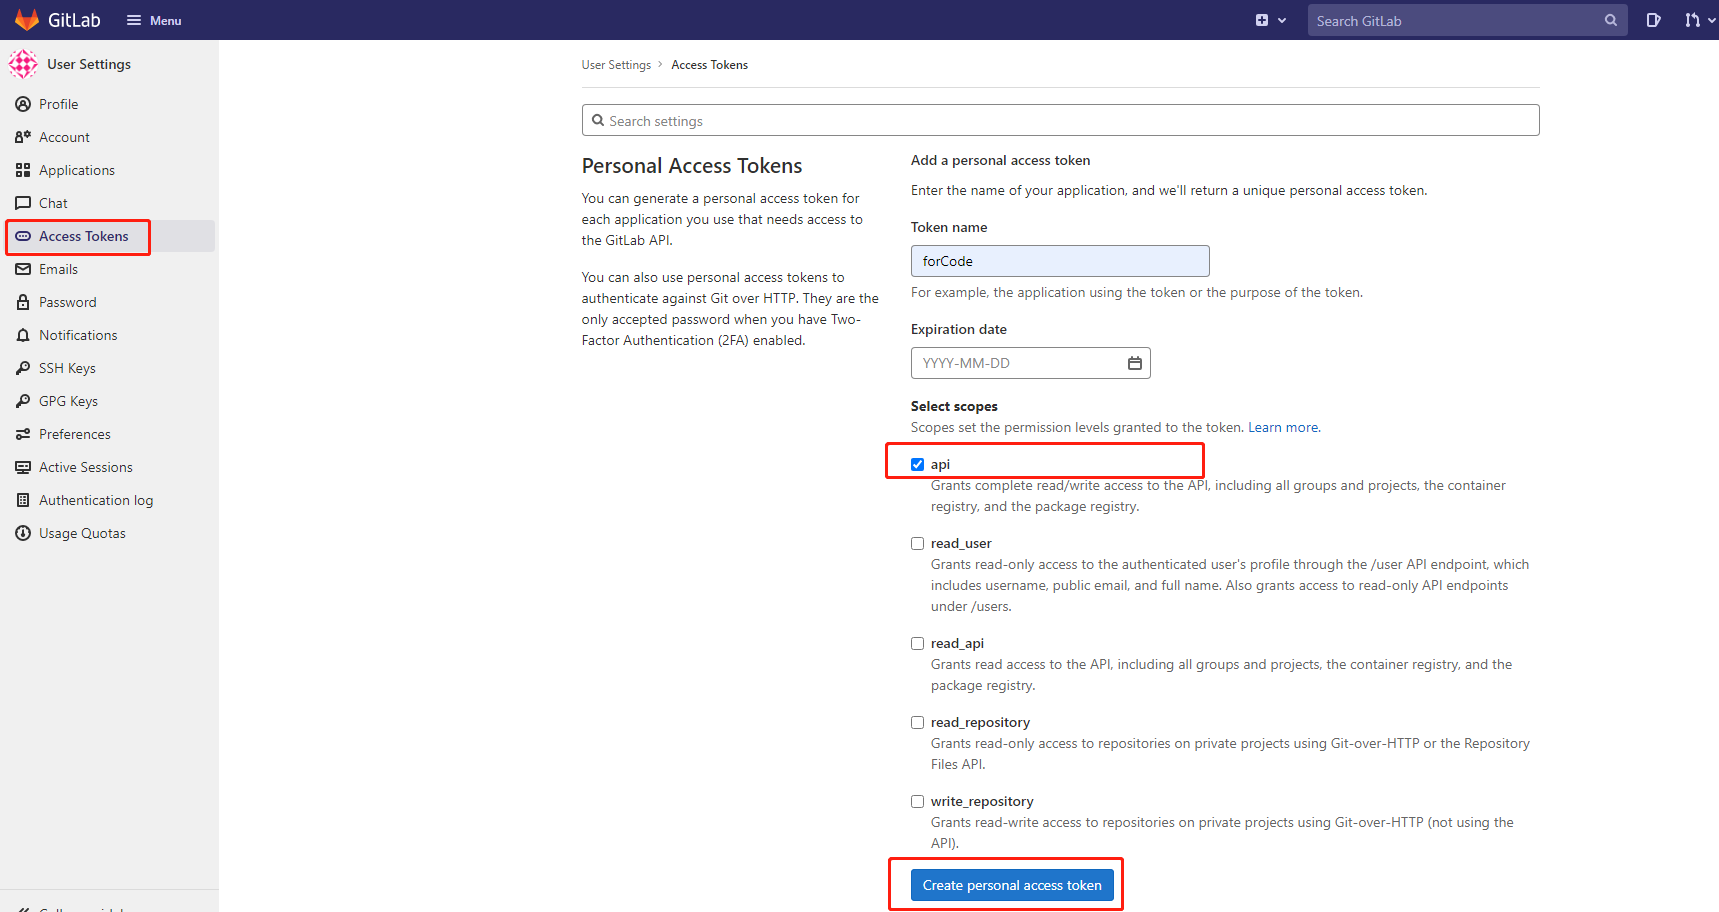 GitLab
Menu
Search GitLab
User Settings
Profile
Account
Applications
Chat
Access Tokens
Emails
Password
Notifications
SSH Keys
GPG Keys
Preferences
Active Sessions
Authentication log
Usage Quotas
User Settings > Access Tokens
Search settings
Personal Access Tokens
You can generate a personal access token for
each application you use that needs access to
the GitLab API.
You can also use personal access tokens to
authenticate against Git over HTTP. They are the
only accepted password when you have Two-
Factor Authentication (2FA) enabled.
Add a personal access token
Enter the name of your application, and we'll return a unique personal access token.
Token name
forCode
For example, the application using the token or the purpose of the token.
Expiration date
YYYY-MM-DD
Select scopes
Scopes set the permission levels granted to the token. Learn more.
api
Grants complete read/write access to the API, including all groups and projects, the container
registry, and the package registry.
read_user
Grants read-only access to the authenticated user's profile through the /user API endpoint, which
includes username, public email, and full name. Also grants access to read-only API endpoints
under /users.
read_api
Grants read access to the API, including all groups and projects, the container registry, and the
package registry.
read_repository
Grants read-only access to repositories on private projects using Git-over-HTTP or the Repository
Files API.
write_repository
Grants read-write access to repositories on private projects using Git-over-HTTP (not using the
API).
Create personal access token